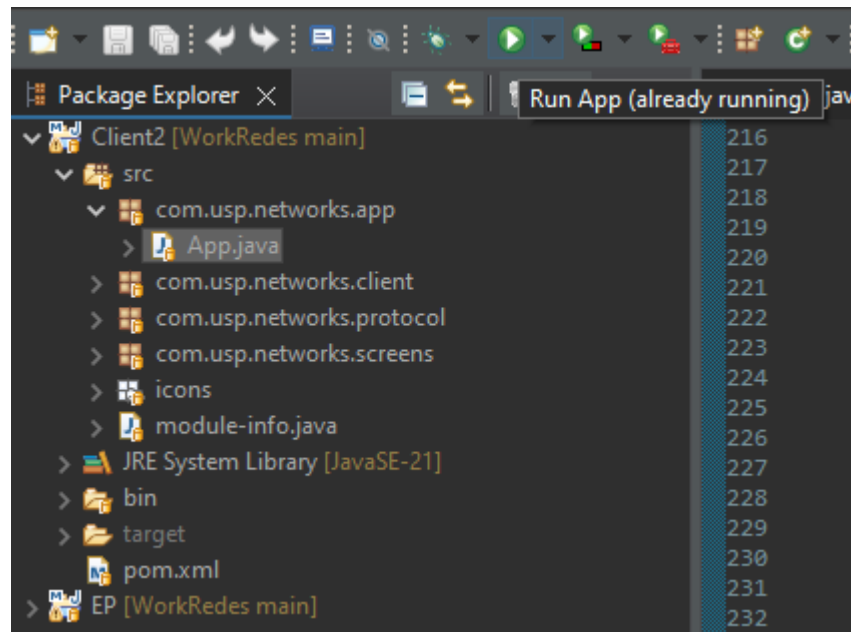 Package Explorer
Run App (already running)
jav
Client2 [WorkRedes main]
src
com.usp.networks.app
App.java
com.usp.networks.client
com.usp.networks.protocol
com.usp.networks.screens
icons
module-info.java
JRE System Library [JavaSE-21]
bin
target
pom.xml
EP [WorkRedes main]
216
217
218
219
220
221
222
223
224
225
226
227
228
229
230
231
232